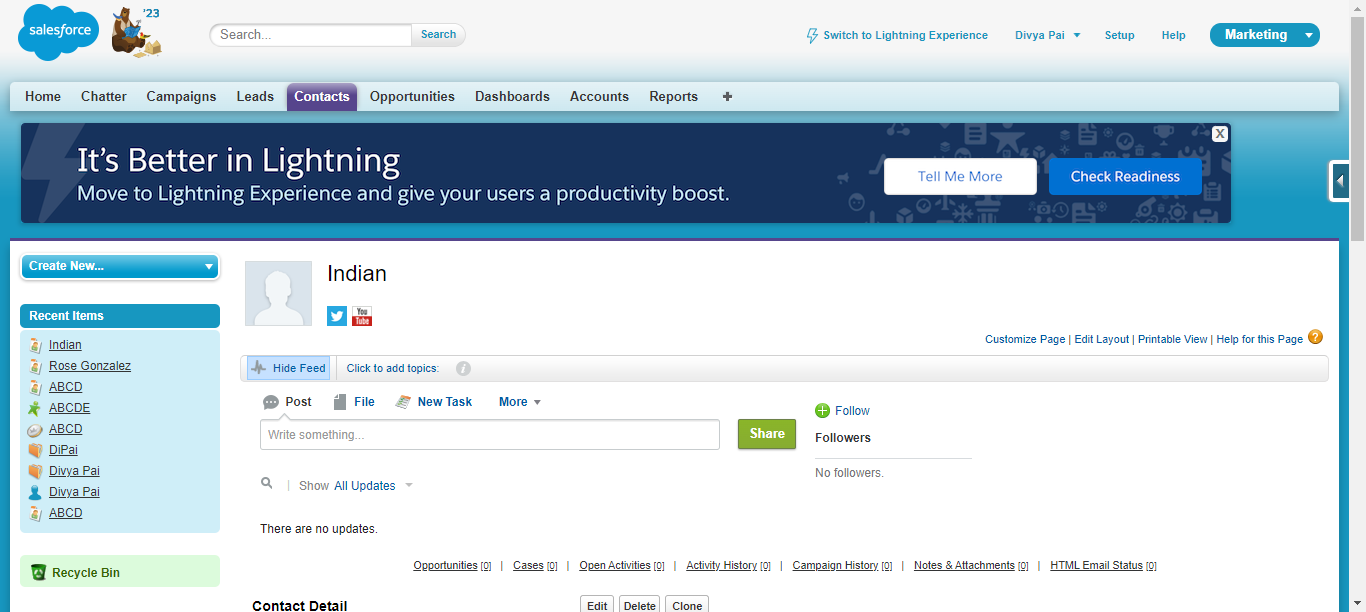 salesforce
'23
Search...
Search
Switch to Lightning Experience
Divya Pai
Setup
Help
Marketing
Home
Chatter
Campaigns
Leads
Contacts
Opportunities
Dashboards
Accounts
Reports
It's Better in Lightning
Move to Lightning Experience and give your users a productivity boost.
Tell Me More
Check Readiness
X
Create New...
Recent Items
Indian
Rose Gonzalez
ABCD
ABCDE
ABCD
DiPai
Divya Pai
Divya Pai
ABCD
Recycle Bin
Indian
You
Tube
Customize Page | Edit Layout | Printable View | Help for this Page ?
Hide Feed
Click to add topics:
i
Post
File
New Task
More
Write something...
Share
Follow
Followers
No followers.
Show All Updates
There are no updates.
Opportunities [0] | Cases [0] | Open Activities [0] | Activity History [0] | Campaign History [0] | Notes & Attachments [0] | HTML Email Status [0]
Contact Detail
Edit
Delete
Clone